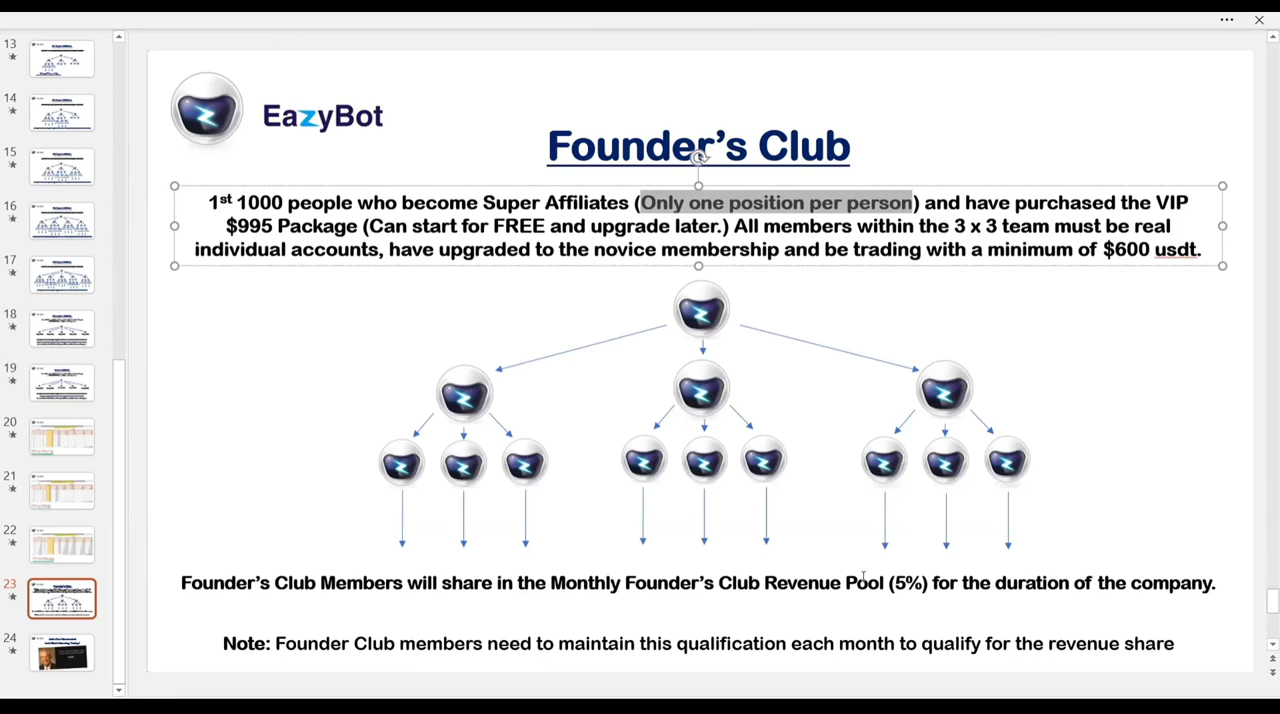 13
14
15
16
17
18
19
20
21
22
23
24
EazyBot
Founder's Club
1st 1000 people who become Super Affiliates (Only one position per person) and have purchased the VIP
$995 Package (Can start for FREE and upgrade later.) All members within the 3 x 3 team must be real
individual accounts, have upgraded to the novice membership and be trading with a minimum of $600 usdt.
Founder's Club Members will share in the Monthly Founder's Club Revenue Pool (5%) for the duration of the company.
Note: Founder Club members need to maintain this qualification each month to qualify for the revenue share